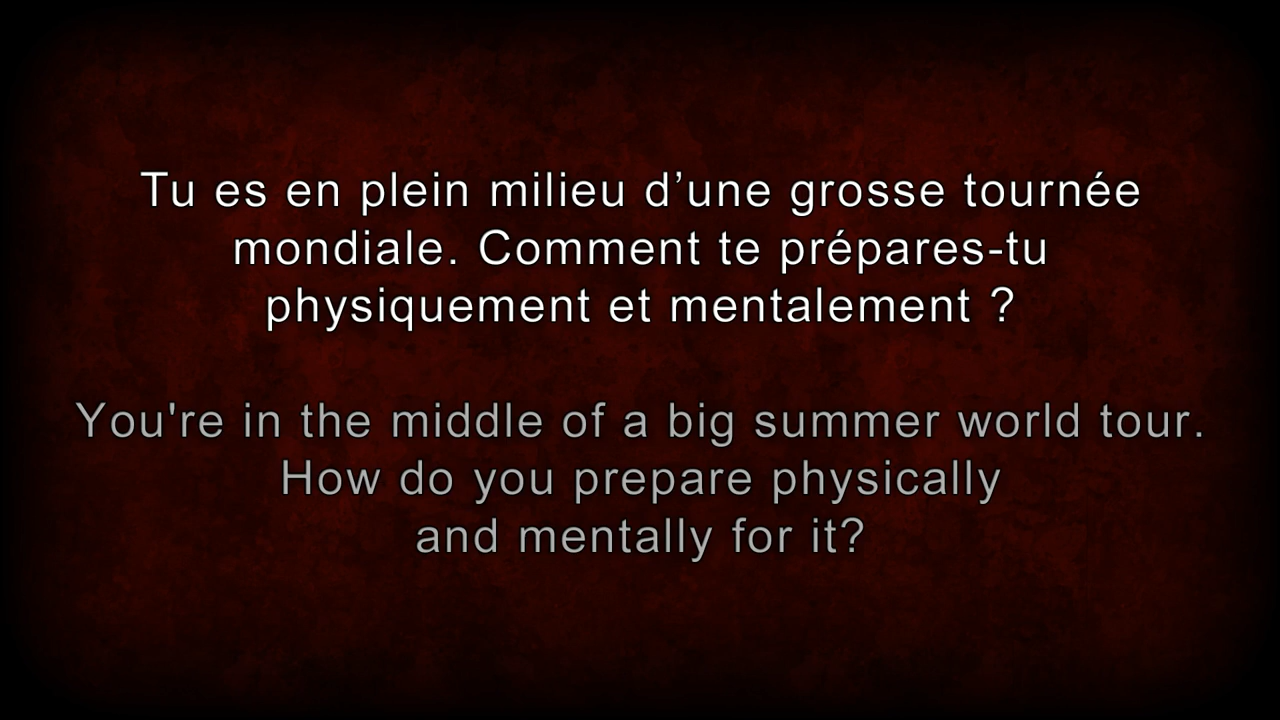 Tu es en plein milieu d’une grosse tournée
mondiale. Comment te prépares-tu
physiquement et mentalement ?
You're in the middle of a big summer world tour.
How do you prepare physically
and mentally for it?